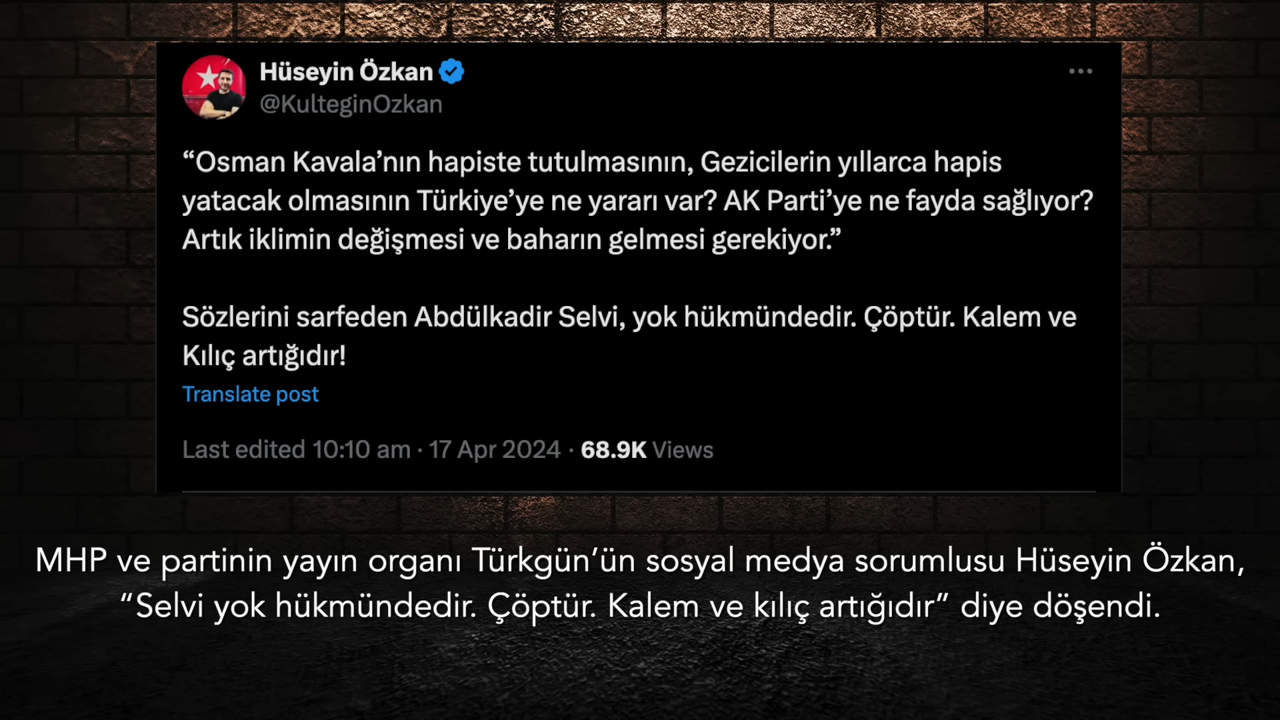 Hüseyin Özkan
@KulteginOzkan
“Osman Kavala’nın hapiste tutulmasının, Gezicilerin yıllarca hapis
yatacak olmasının Türkiye’ye ne yararı var? AK Parti’ye ne fayda sağlıyor?
Artık iklimin değişmesi ve baharın gelmesi gerekiyor.”
Sözlerini sarfeden Abdülkadir Selvi, yok hükmündedir. Çöptür. Kalem ve
Kılıç artığıdır!
Translate post
Last edited 10:10 am · 17 Apr 2024 · 68.9K Views
MHP ve partinin yayın organı Türkgün’ün sosyal medya sorumlusu Hüseyin Özkan,
“Selvi yok hükmündedir. Çöptür. Kalem ve kılıç artığıdır” diye döşendi.